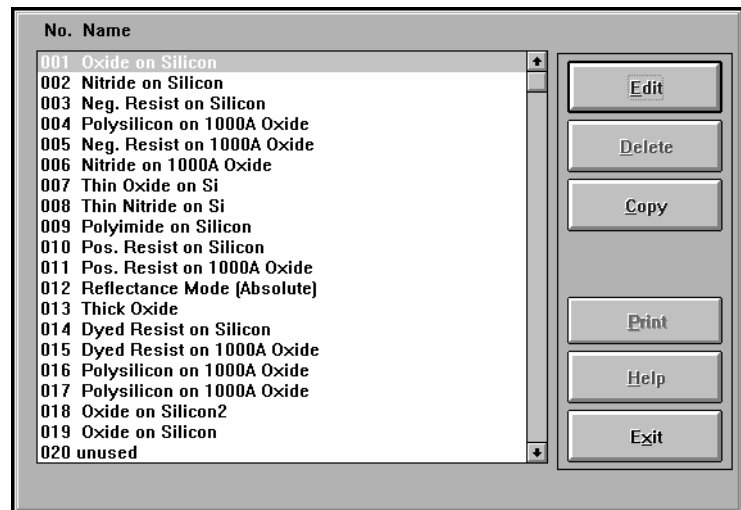 No. Name
001 Oxide on Silicon
002 Nitride on Silicon
003 Neg. Resist on Silicon
004 Polysilicon on 1000A Oxide
005 Neg. Resist on 1000A Oxide
006 Nitride on 1000A Oxide
007 Thin Oxide on Si
008 Thin Nitride on Si
009 Polyimide on Silicon
010 Pos. Resist on Silicon
011 Pos. Resist on 1000A Oxide
012 Reflectance Mode (Absolute)
013 Thick Oxide
014 Dyed Resist on Silicon
015 Dyed Resist on 1000A Oxide
016 Polysilicon on 1000A Oxide
017 Polysilicon on 1000A Oxide
018 Oxide on Silicon2
019 Oxide on Silicon
020 unused
Edit
Delete
Copy
Print
Help
Exit